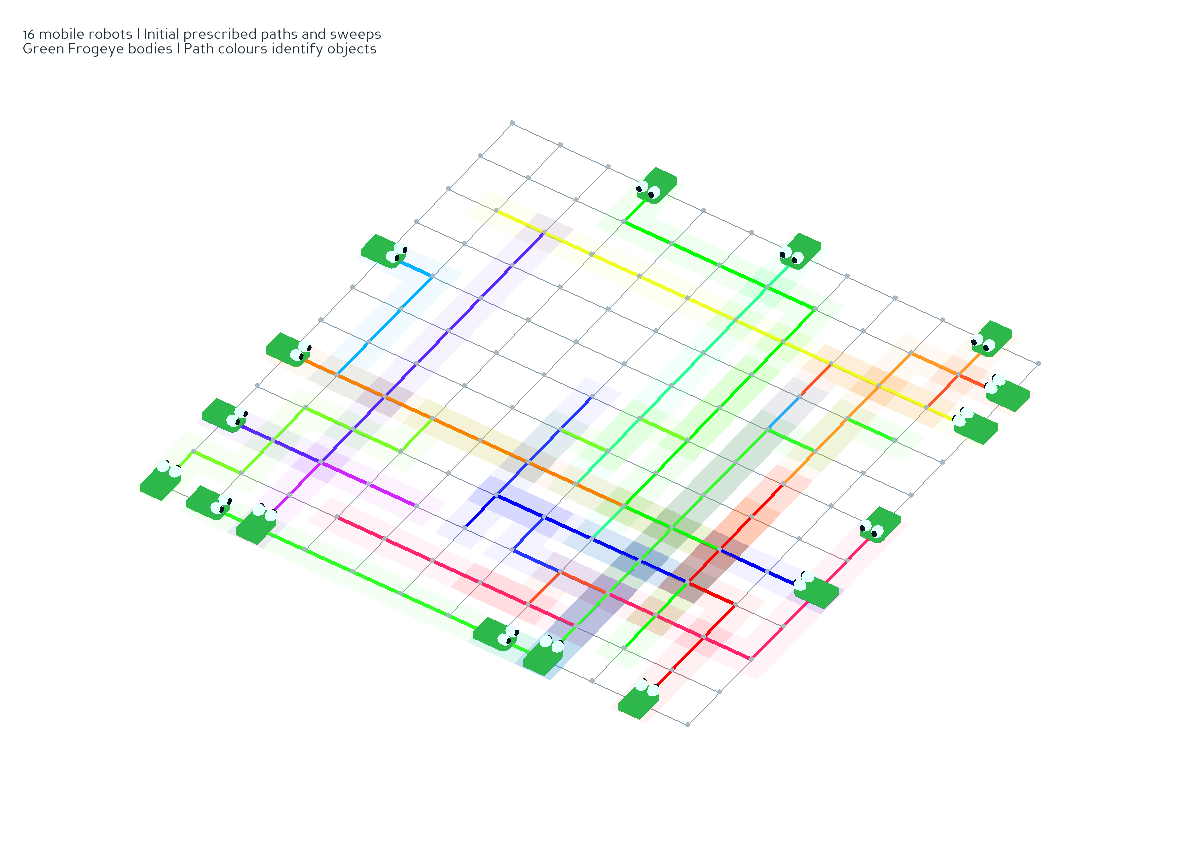 16 mobile robots | Initial prescribed paths and sweeps
Green Frogeye bodies | Path colours identify objects